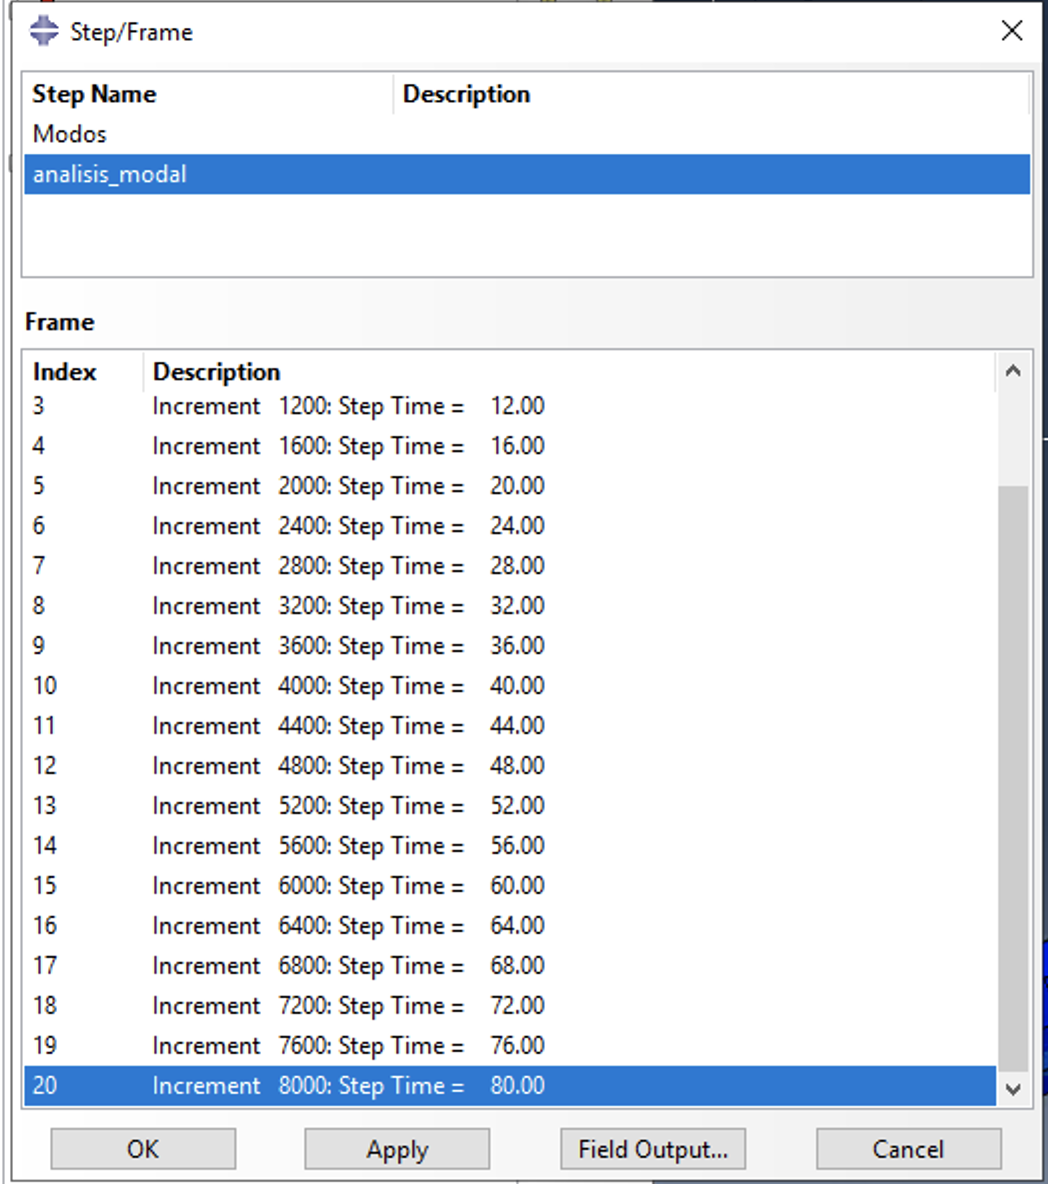 Step/Frame
Step Name Description
Modos
analisis_modal
Frame
Index Description
3 Increment 1200: Step Time = 12.00
4 Increment 1600: Step Time = 16.00
5 Increment 2000: Step Time = 20.00
6 Increment 2400: Step Time = 24.00
7 Increment 2800: Step Time = 28.00
8 Increment 3200: Step Time = 32.00
9 Increment 3600: Step Time = 36.00
10 Increment 4000: Step Time = 40.00
11 Increment 4400: Step Time = 44.00
12 Increment 4800: Step Time = 48.00
13 Increment 5200: Step Time = 52.00
14 Increment 5600: Step Time = 56.00
15 Increment 6000: Step Time = 60.00
16 Increment 6400: Step Time = 64.00
17 Increment 6800: Step Time = 68.00
18 Increment 7200: Step Time = 72.00
19 Increment 7600: Step Time = 76.00
20 Increment 8000: Step Time = 80.00
OK Apply Field Output... Cancel